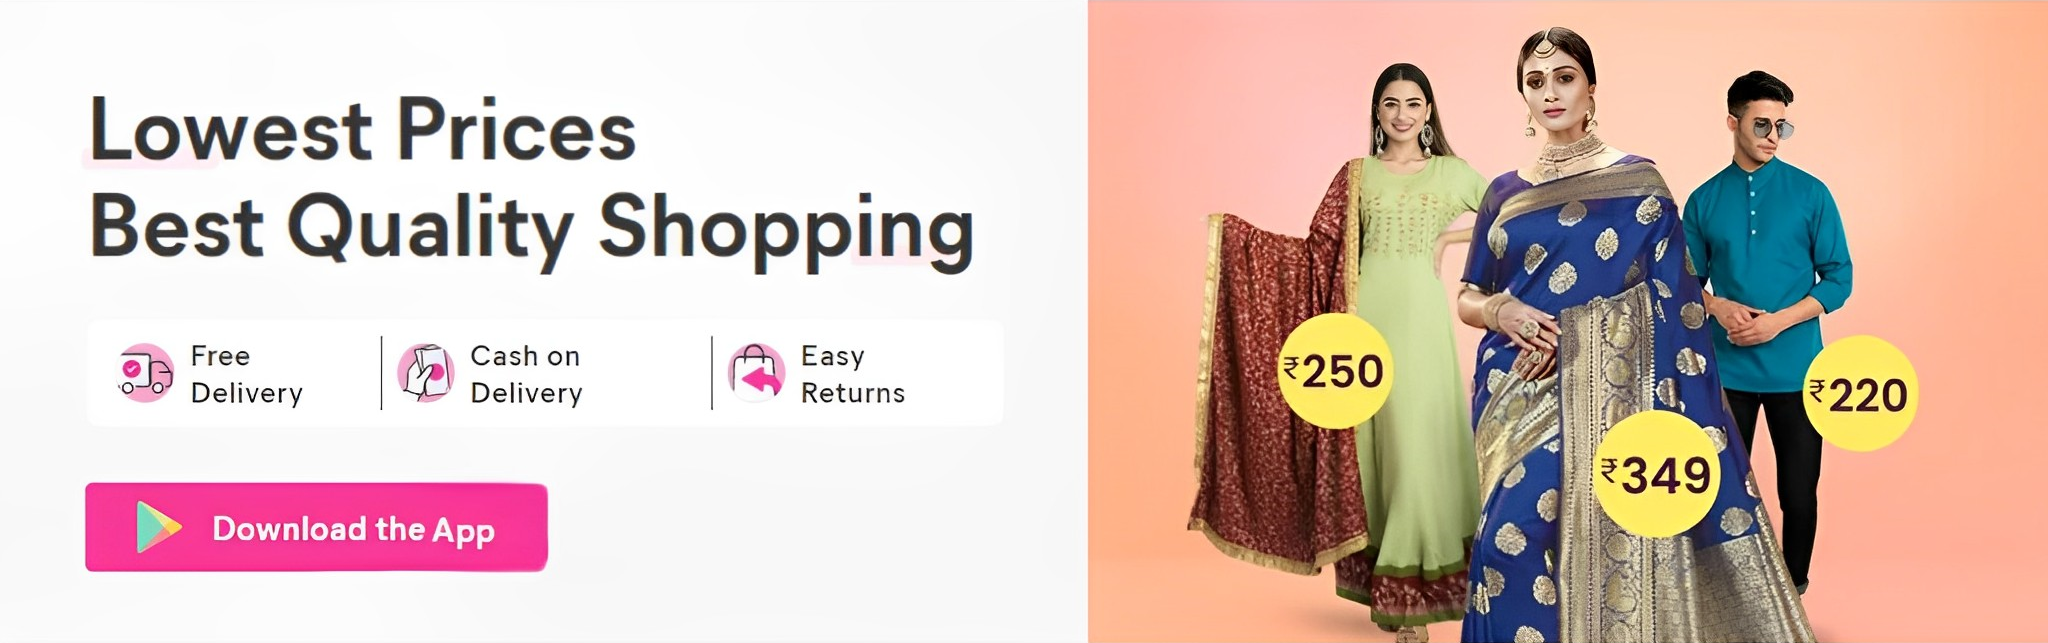 Lowest Prices
Best Quality Shopping
Free
Delivery
Cash on
Delivery
Easy
Returns
Download the App
₹250
₹349
₹220